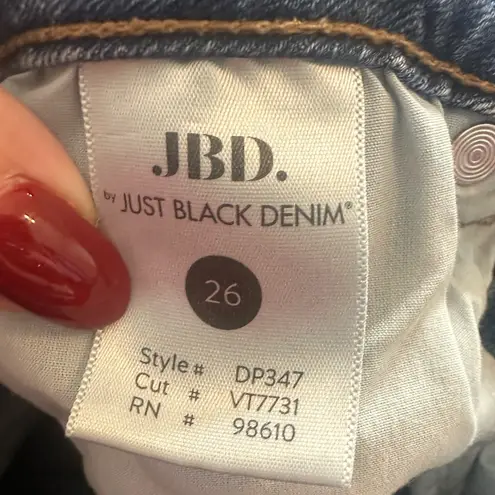 JBD.
by JUST BLACK DENIM®
26
Style # DP347
Cut # VT7731
RN # 98610